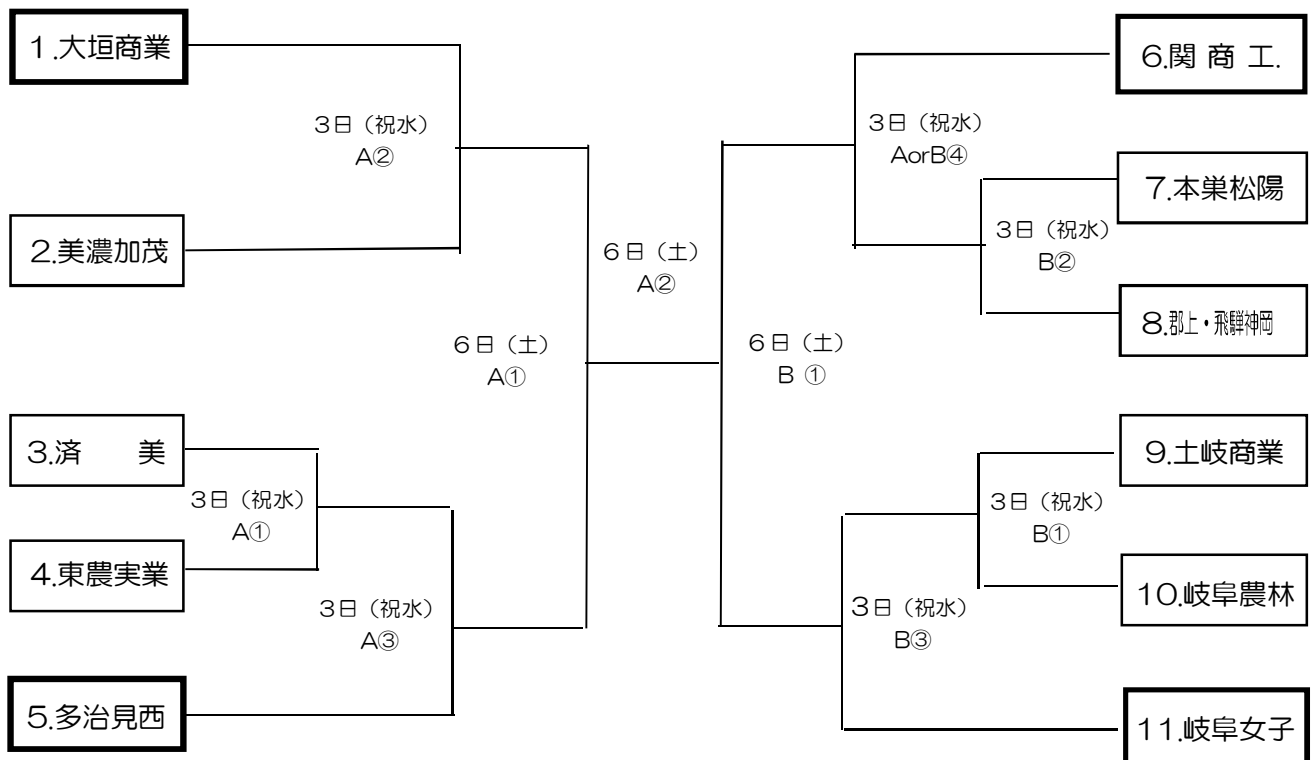 1.大垣商業
3日（祝水）
A②
2.美濃加茂
6日（土）
A①
3.済　　美
3日（祝水）
A①
4.東農実業
3日（祝水）
A③
5.多治見西
6日（土）
A②
6.関 商 工.
3日（祝水）
AorB④
7.本巣松陽
3日（祝水）
B②
8.郡上・飛騨神岡
6日（土）
B ①
9.土岐商業
3日（祝水）
B①
10.岐阜農林
3日（祝水）
B③
11.岐阜女子